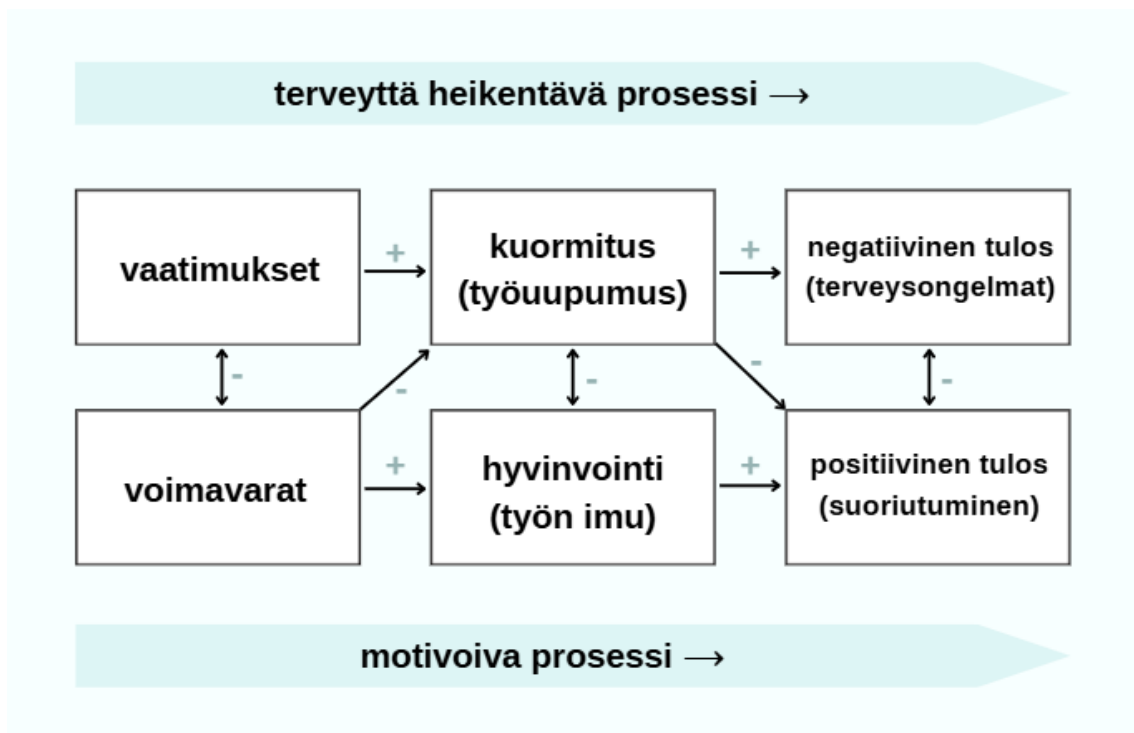 terveyttä heikentävä prosessi →
vaatimukset
+
kuormitus
(työuupumus)
+
negatiivinen tulos
(terveysongelmat)
-
-
-
-
-
voimavarat
+
hyvinvointi
(työn imu)
+
positiivinen tulos
(suoriutuminen)
motivoiva prosessi →